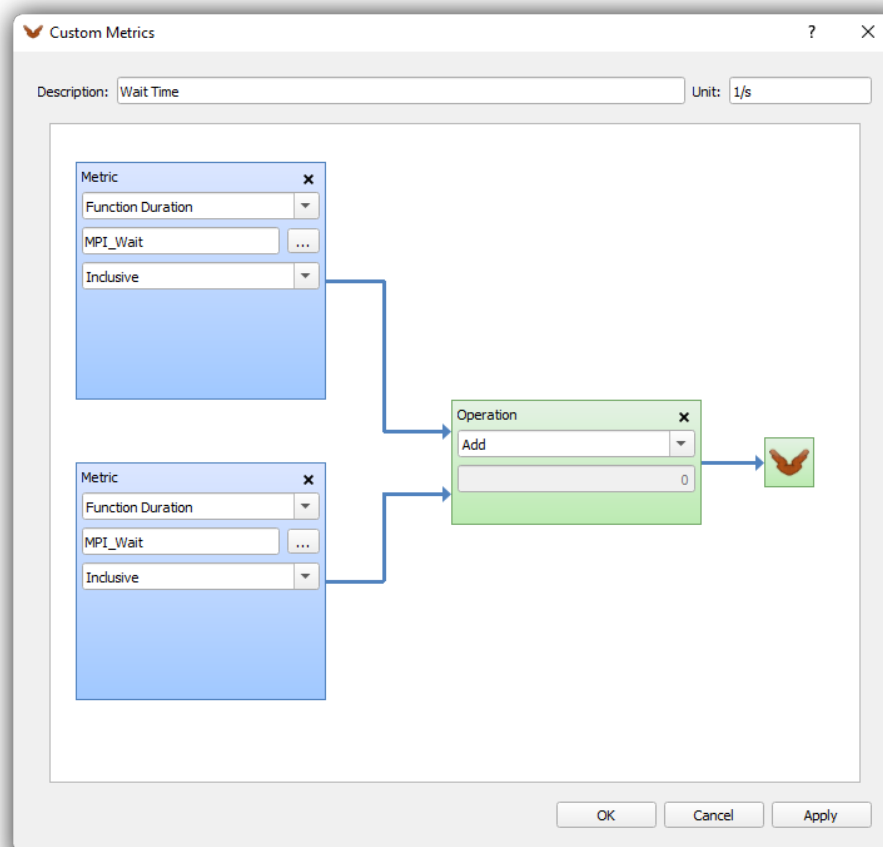 Custom Metrics
?
Description: Wait Time Unit: 1/s
Metric
Function Duration
MPI_Wait
...
Inclusive
Operation
Add
0
Metric
Function Duration
MPI_Wait
...
Inclusive
OK Cancel Apply